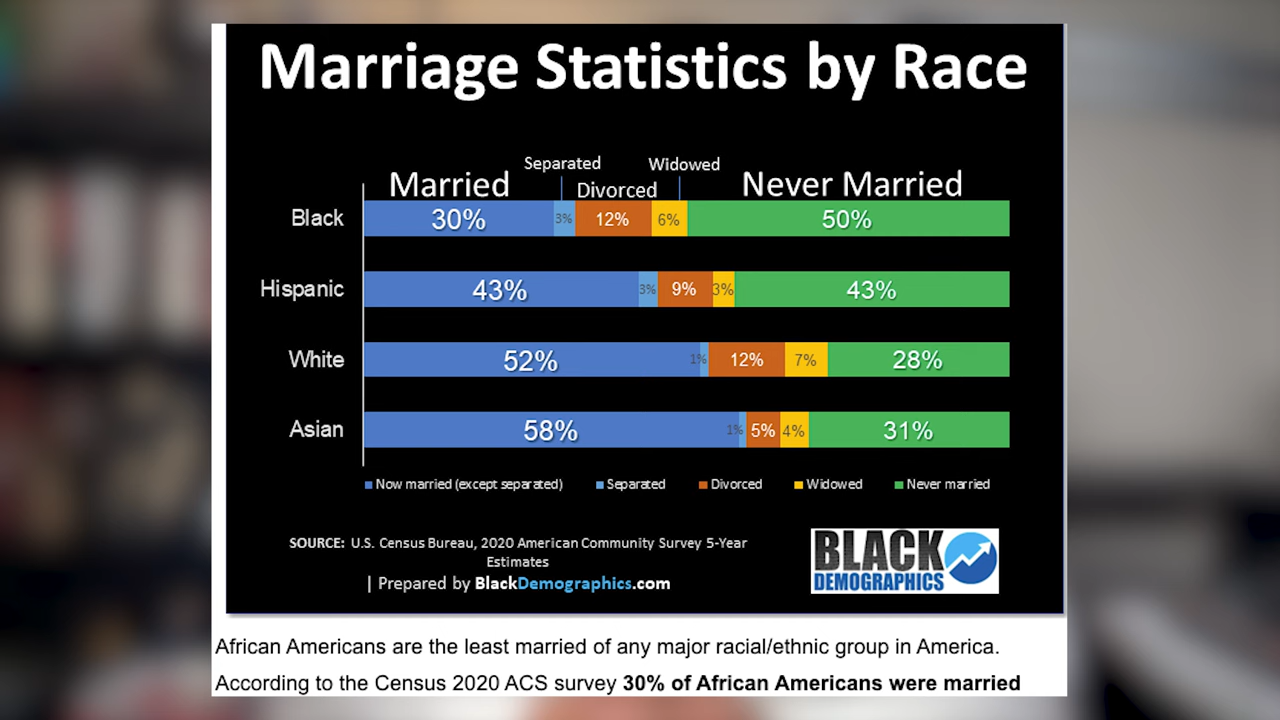 Marriage Statistics by Race
Separated Widowed
Married Divorced Never Married
Black 30% 3% 12% 6% 50%
Hispanic 43% 3% 9% 3% 43%
White 52% 1% 12% 7% 28%
Asian 58% 1% 5% 4% 31%
Now married (except separated) Separated Divorced Widowed Never married
SOURCE: U.S. Census Bureau, 2020 American Community Survey 5-Year
Estimates
| Prepared by BlackDemographics.com
BLACK
DEMOGRAPHICS
African Americans are the least married of any major racial/ethnic group in America.
According to the Census 2020 ACS survey 30% of African Americans were married